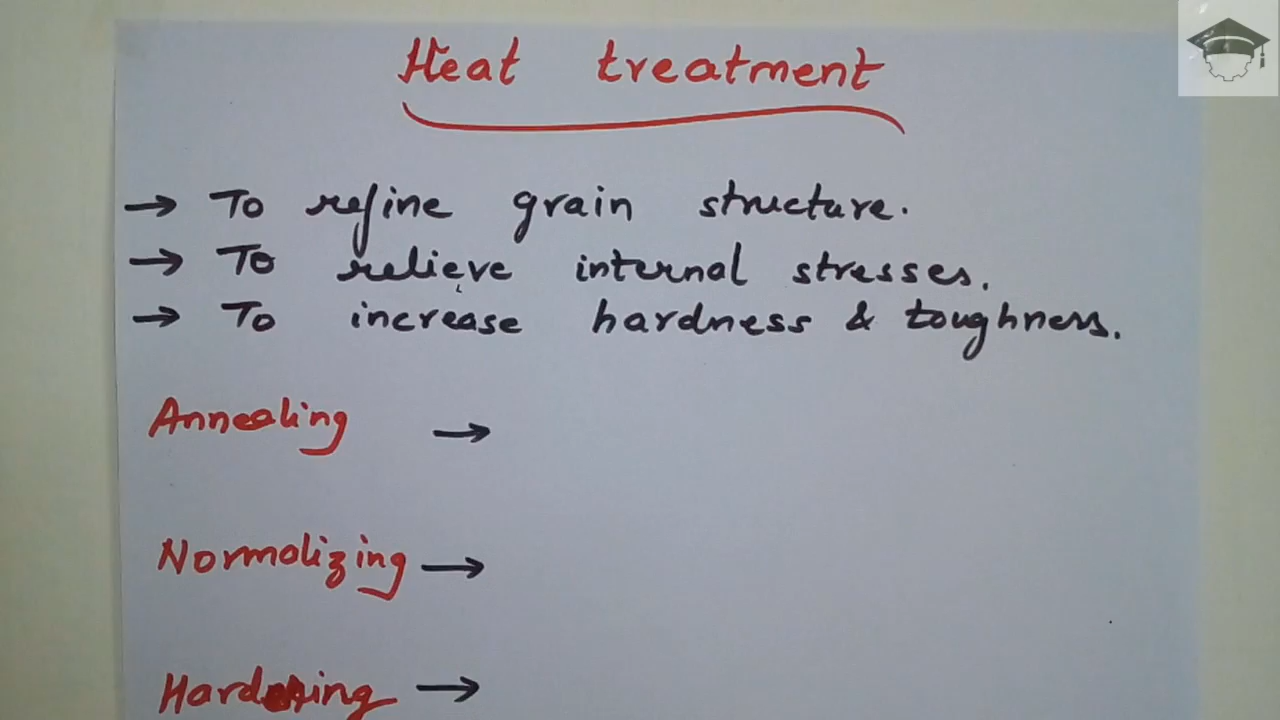 Heat treatment
→ To refine grain structure.
→ To relieve internal stresses.
→ To increase hardness & toughness.
Annealing →
Normalizing →
Hardening →